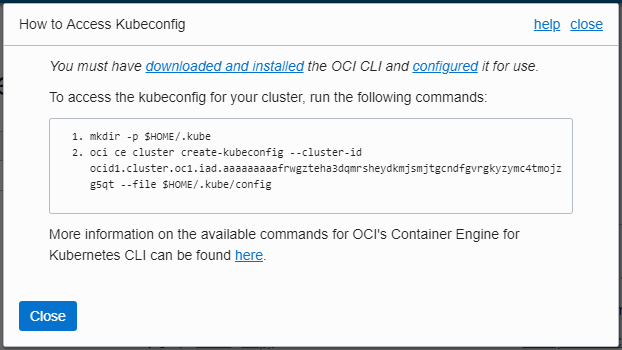 How to Access Kubeconfig help close
You must have downloaded and installed the OCI CLI and configured it for use.
To access the kubeconfig for your cluster, run the following commands:
1. mkdir -p $HOME/.kube
2. oci ce cluster create-kubeconfig --cluster-id
ocid1.cluster.oc1.iad.aaaaaaaaafrwgzteha3dqmrsheydkmjsmjtgcndfgvrgkyzymc4tmojz
g5qt --file $HOME/.kube/config
More information on the available commands for OCI's Container Engine for
Kubernetes CLI can be found here.
Close